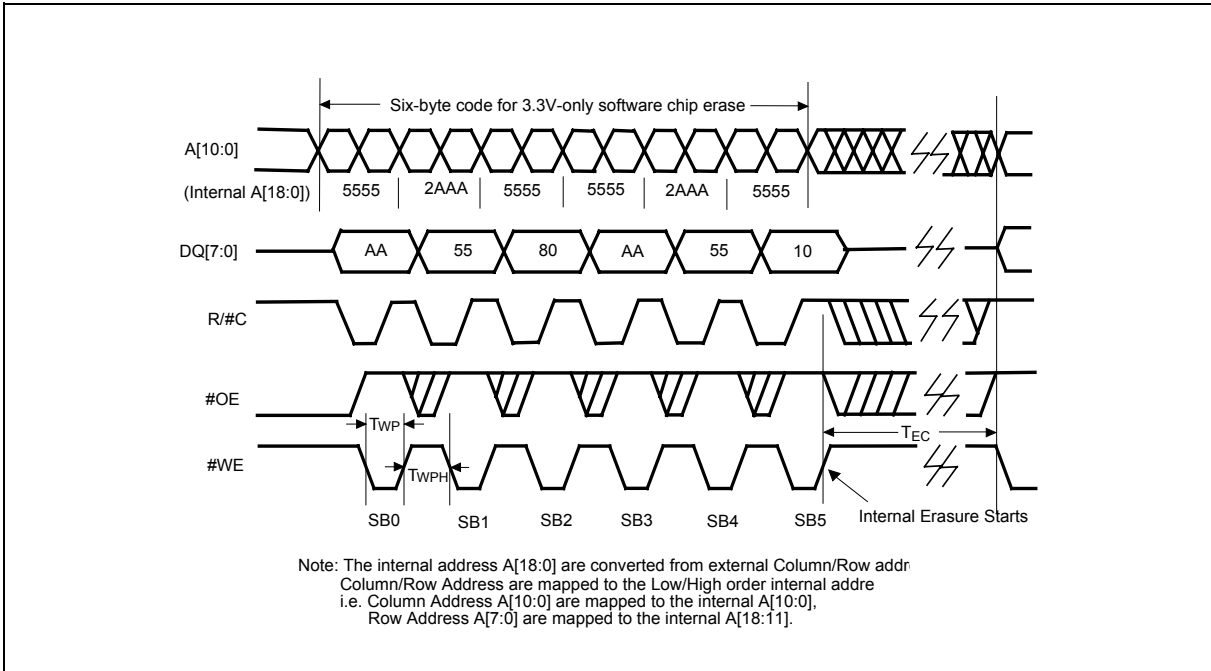 Six-byte code for 3.3V-only software chip erase
A[10:0]
(Internal A[18:0])
5555 2AAA 5555 5555 2AAA 5555
DQ[7:0]
AA 55 80 AA 55 10
R/#C
#OE
TWP
TEC
#WE
TWPH
SB0 SB1 SB2 SB3 SB4 SB5
Internal Erasure Starts
Note: The internal address A[18:0] are converted from external Column/Row addr
Column/Row Address are mapped to the Low/High order internal addre
i.e. Column Address A[10:0] are mapped to the internal A[10:0],
Row Address A[7:0] are mapped to the internal A[18:11].